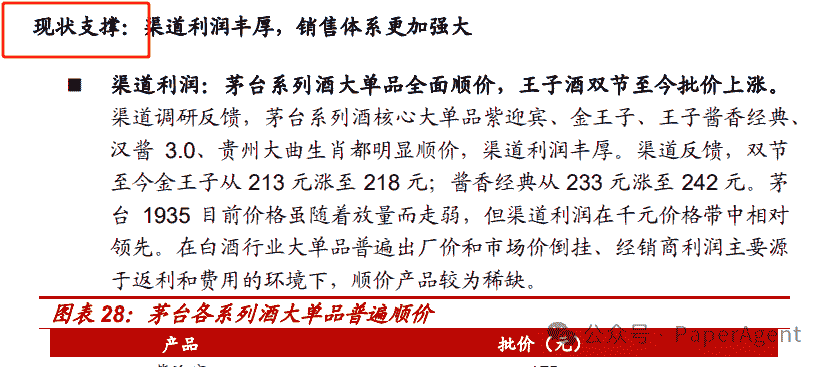 现状支撑：渠道利润丰厚，销售体系更加强大
■ 渠道利润：茅台系列酒大单品全面顺价，王子酒双节至今批价上涨。
渠道调研反馈，茅台系列酒核心大单品紫迎宾、金王子、王子酱香经典、
汉酱 3.0、贵州大曲生肖都明显顺价，渠道利润丰厚。渠道反馈，双节
至今金王子从 213 元涨至 218 元；酱香经典从 233 元涨至 242 元。茅
台 1935 目前价格虽随着放量而走弱，但渠道利润在千元价格带中相对
领先。在白酒行业大单品普遍出厂价和市场价倒挂、经销商利润主要源
于返利和费用的环境下，顺价产品较为稀缺。
图表 28：茅台各系列酒大单品普遍顺价
产品 批价（元）
公众号 · PaperAgent